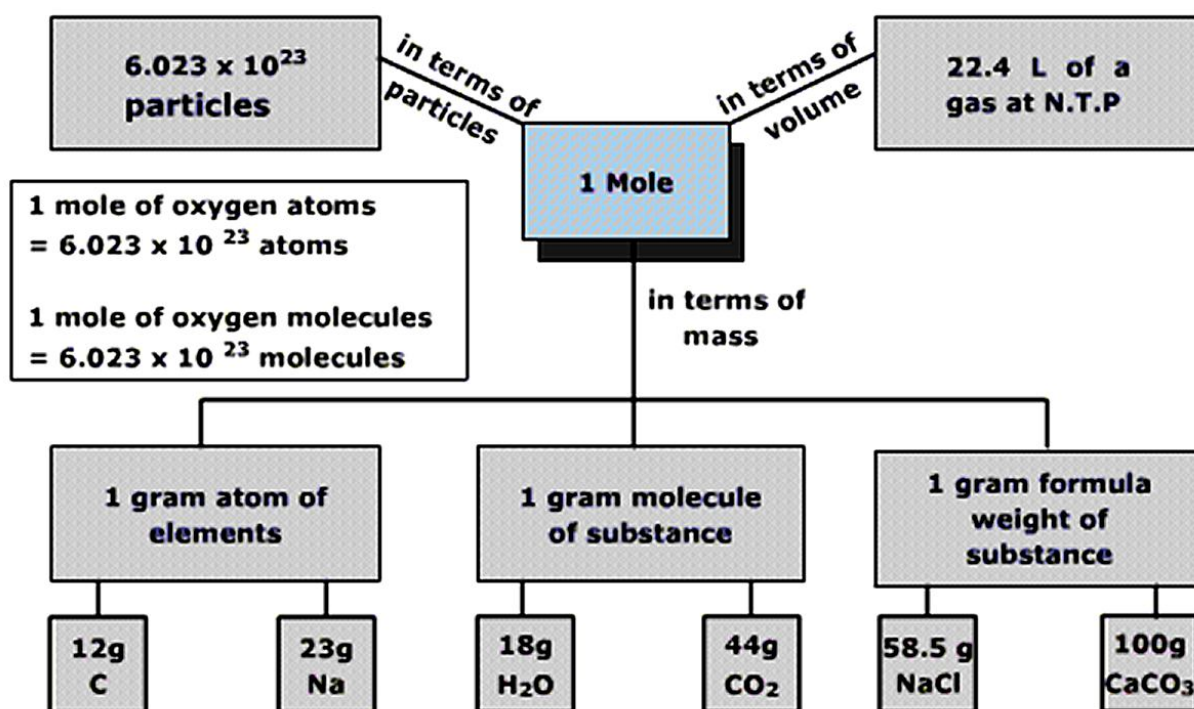 6.023 x 10²³
particles
in terms of
particles
in terms of
volume
22.4 L of a
gas at N.T.P
1 Mole
1 mole of oxygen atoms
= 6.023 x 10 ²³ atoms
1 mole of oxygen molecules
= 6.023 x 10 ²³ molecules
in terms of
mass
1 gram atom of
elements
1 gram molecule
of substance
1 gram formula
weight of
substance
12g
C
23g
Na
18g
H₂O
44g
CO₂
58.5 g
NaCl
100g
CaCO₃